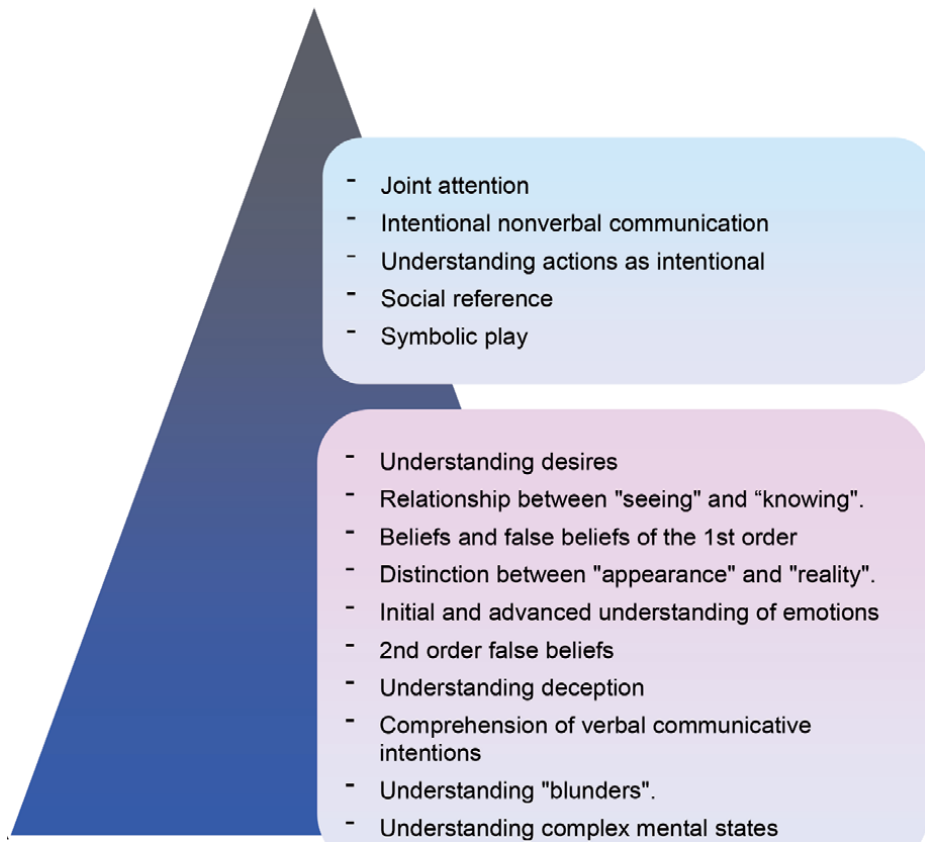 - Joint attention
- Intentional nonverbal communication
- Understanding actions as intentional
- Social reference
- Symbolic play
- Understanding desires
- Relationship between "seeing" and “knowing".
- Beliefs and false beliefs of the 1st order
- Distinction between "appearance" and "reality".
- Initial and advanced understanding of emotions
- 2nd order false beliefs
- Understanding deception
- Comprehension of verbal communicative
intentions
- Understanding "blunders".
- Understanding complex mental states